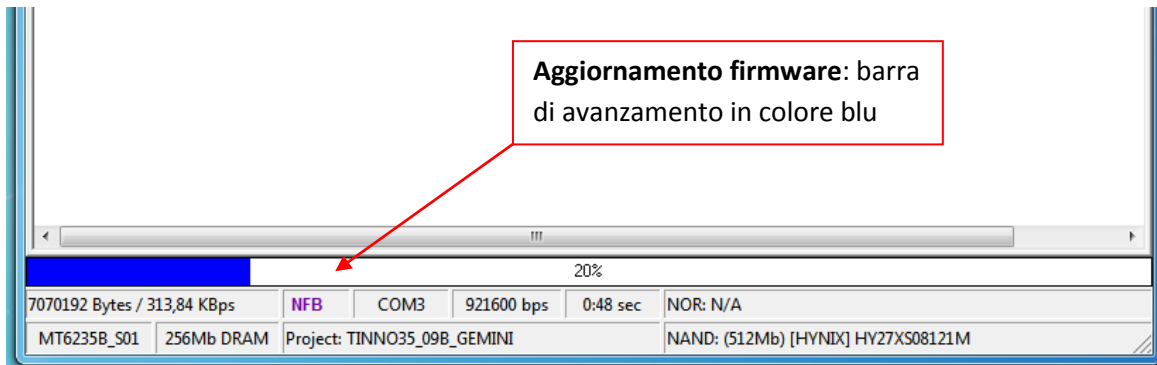 Aggiornamento firmware: barra
di avanzamento in colore blu
20%
7070192 Bytes / 313,84 KBps NFB COM3 921600 bps 0:48 sec NOR: N/A
MT6235B_S01 256Mb DRAM Project: TINNO35_09B_GEMINI NAND: (512Mb) [HYNIX] HY27XS08121M